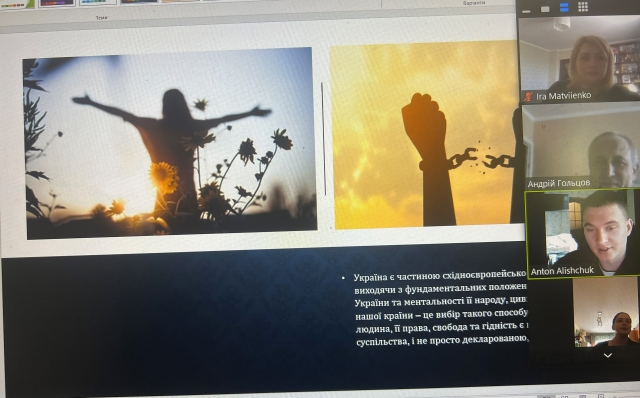 Теми
Варіанти
Ira Matviienko
Андрій Гольцов
Anton Alishchuk
• Україна є частиною східноєвропейсько
виходячи з фундаментальних положен
України та ментальності її народу, цив
нашої країни – це вибір такого способу
людина, її права, свобода та гідність є
суспільства, і не просто декларованою,